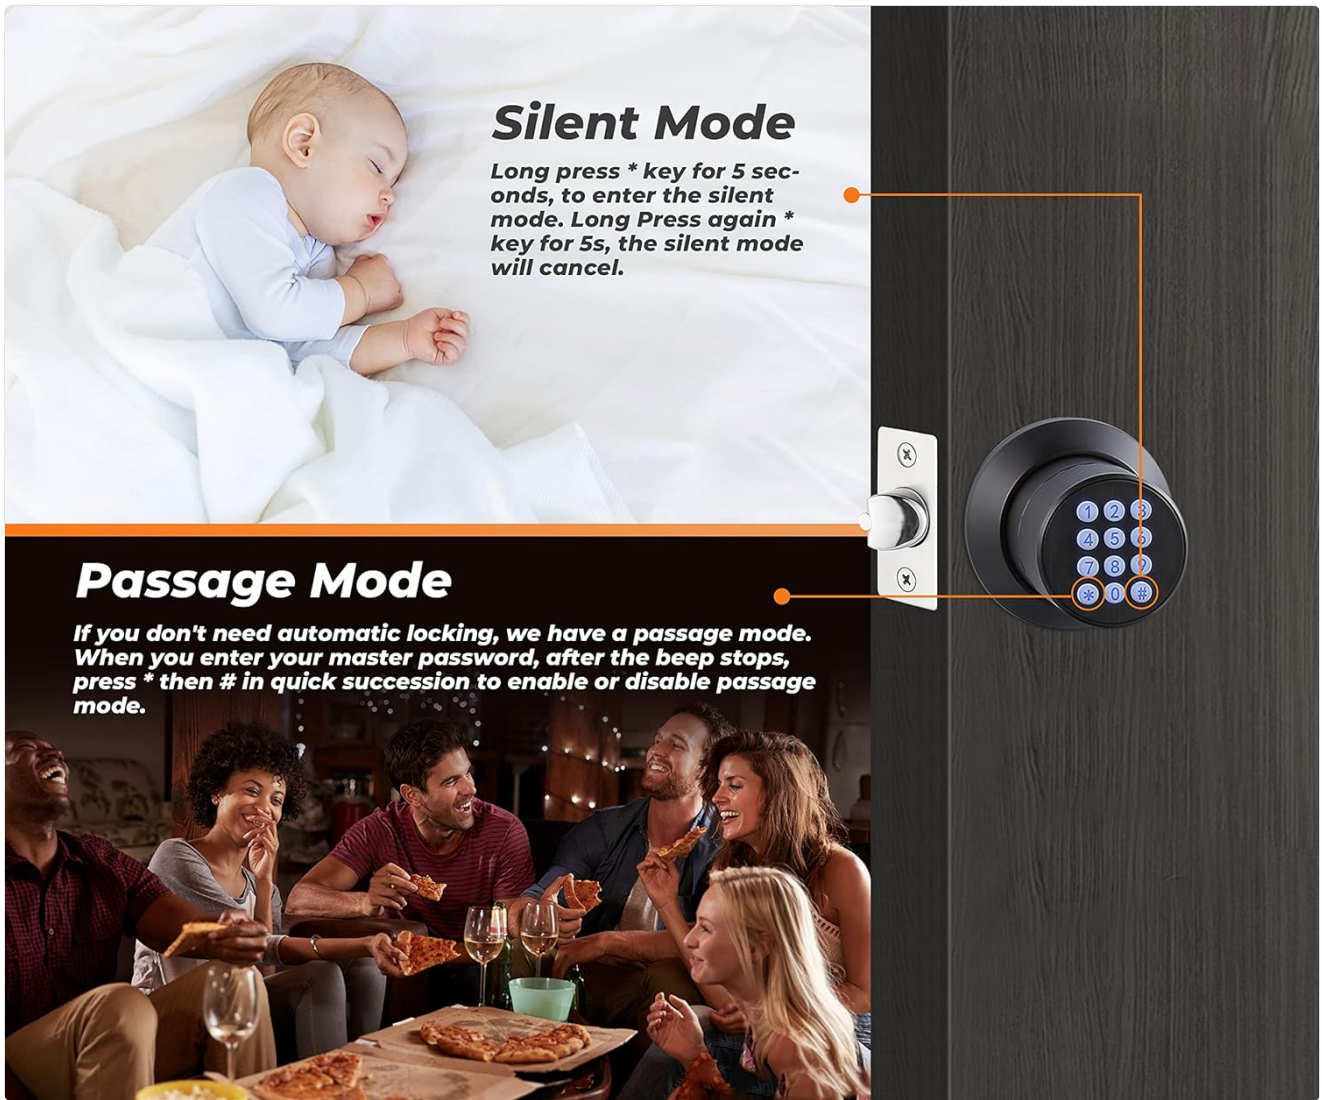 Silent Mode
Long press * key for 5 sec-
onds, to enter the silent
mode. Long Press again *
key for 5s, the silent mode
will cancel.
1 2 3
4 5 6
7 8 9
* 0 #
Passage Mode
If you don't need automatic locking, we have a passage mode.
When you enter your master password, after the beep stops,
press * then # in quick succession to enable or disable passage
mode.